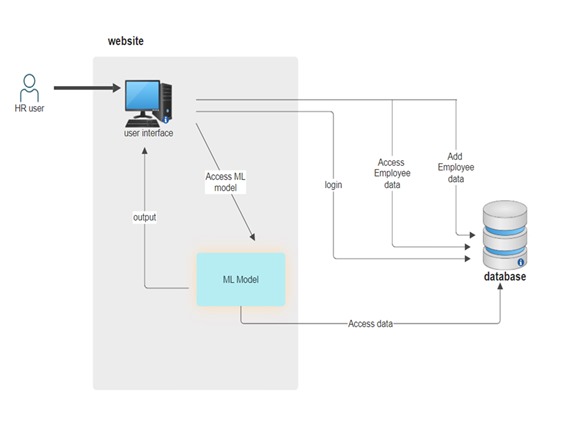 website
HR user
user interface
Access ML
model
output
ML Model
login
Access
Employee
data
Add
Employee
data
database
Access data